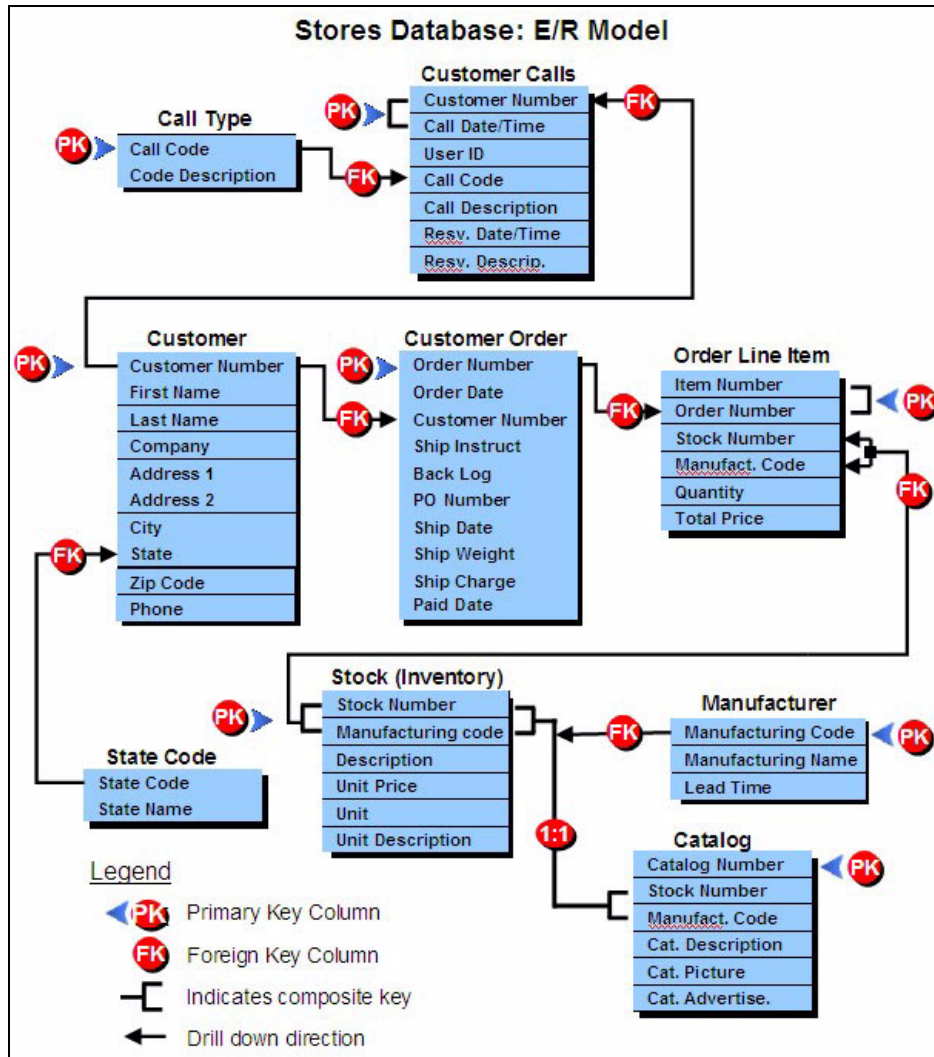 Stores Database: E/R Model
Customer Calls
PK
Customer Number
FK
Call Date/Time
User ID
Call Code
Call Description
Resv. Date/Time
Resv. Descrip.
Call Type
PK
Call Code
Code Description
FK
Customer
PK
Customer Number
First Name
Last Name
Company
Address 1
Address 2
City
State
Zip Code
Phone
FK
Customer Order
PK
FK
Order Number
Order Date
Customer Number
Ship Instruct
Back Log
PO Number
Ship Date
Ship Weight
Ship Charge
Paid Date
Order Line Item
FK
Item Number
Order Number
Stock Number
Manufact. Code
Quantity
Total Price
PK
FK
Stock (Inventory)
PK
Stock Number
Manufacturing code
Description
Unit Price
Unit
Unit Description
Manufacturer
FK
Manufacturing Code
Manufacturing Name
Lead Time
PK
State Code
State Code
State Name
1:1
Catalog
Catalog Number
Stock Number
Manufact. Code
Cat. Description
Cat. Picture
Cat. Advertise.
PK
Legend
PK Primary Key Column
FK Foreign Key Column
Indicates composite key
Drill down direction